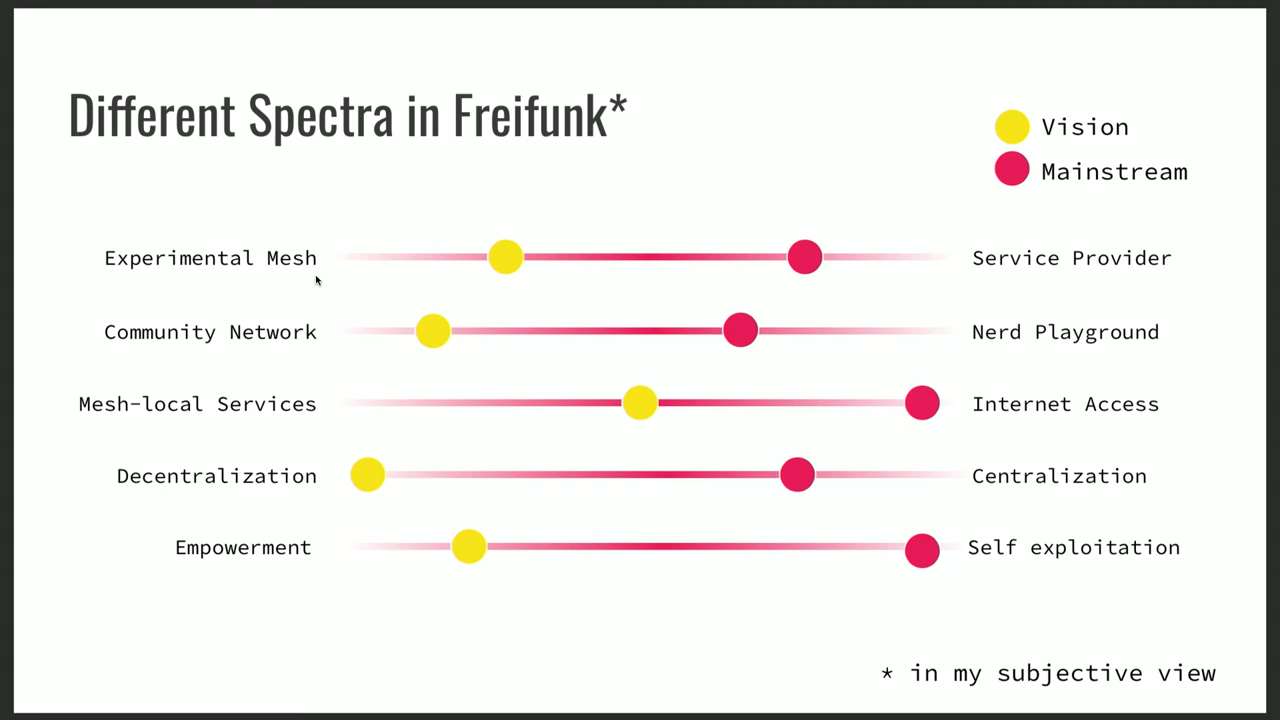 Different Spectra in Freifunk*
Vision
Mainstream
Experimental Mesh
Service Provider
Community Network
Nerd Playground
Mesh-local Services
Internet Access
Decentralization
Centralization
Empowerment
Self exploitation
* in my subjective view